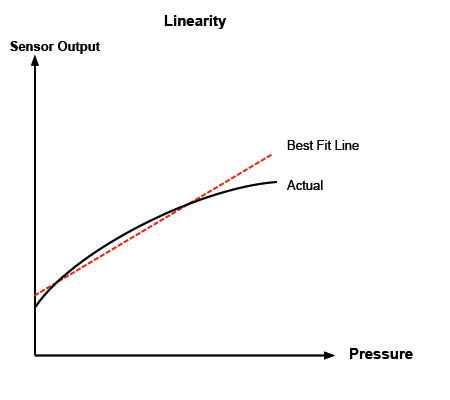 Linearity
Sensor Output
Best Fit Line
Actual
Pressure